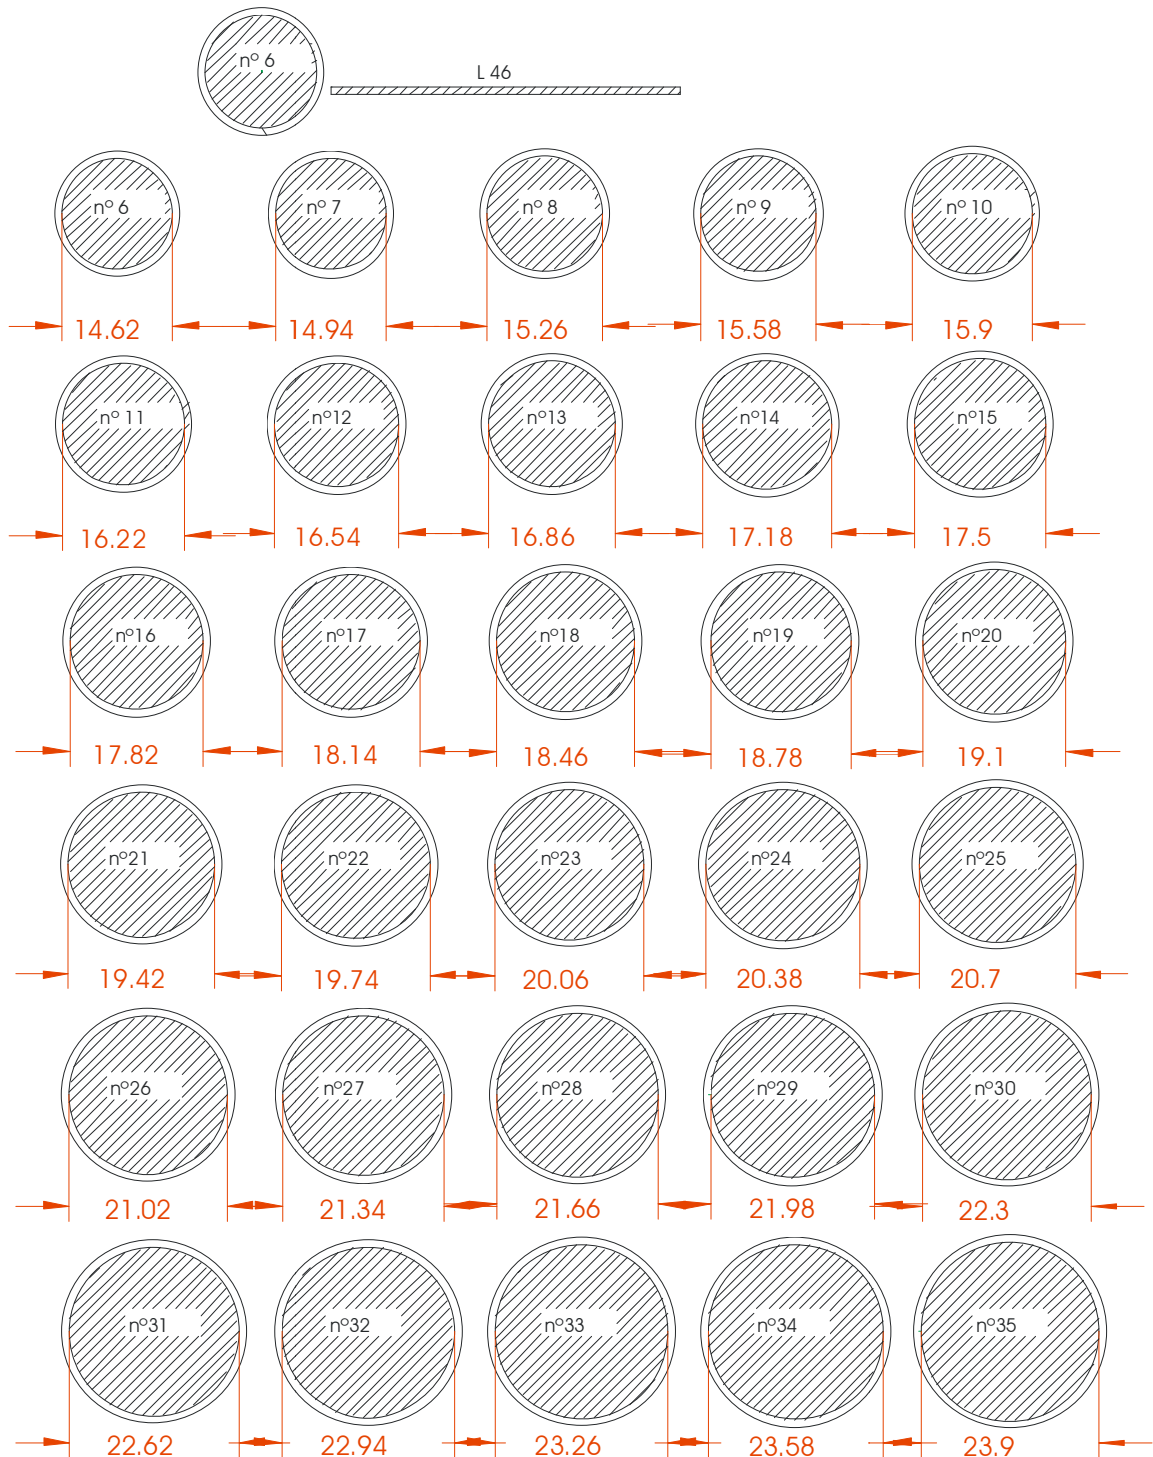 nº 6
L 46
nº 6 nº 7 nº 8 nº 9 nº 10
14.62 14.94 15.26 15.58 15.9
nº 11 nº12 nº13 nº14 nº15
16.22 16.54 16.86 17.18 17.5
nº16 nº17 nº18 nº19 nº20
17.82 18.14 18.46 18.78 19.1
nº21 nº22 nº23 nº24 nº25
19.42 19.74 20.06 20.38 20.7
nº26 nº27 nº28 nº29 nº30
21.02 21.34 21.66 21.98 22.3
nº31 nº32 nº33 nº34 nº35
22.62 22.94 23.26 23.58 23.9